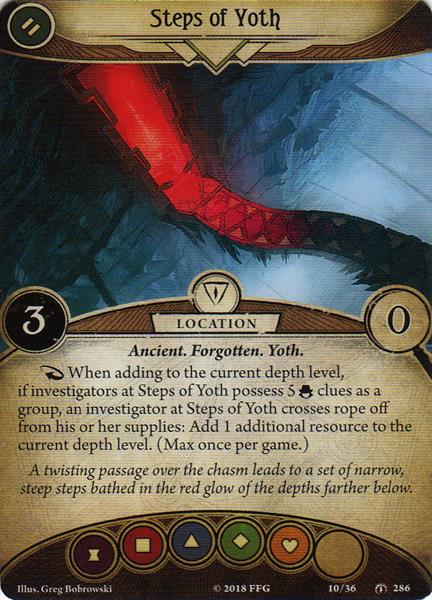 Steps of Yoth
3
LOCATION
0
Ancient. Forgotten. Yoth.
When adding to the current depth level,
if investigators at Steps of Yoth possess 5 clues as a
group, an investigator at Steps of Yoth crosses rope off
from his or her supplies: Add 1 additional resource to the
current depth level. (Max once per game.)
A twisting passage over the chasm leads to a set of narrow,
steep steps bathed in the red glow of the depths farther below.
Illus. Greg Bobrowski © 2018 FFG 10/36 286